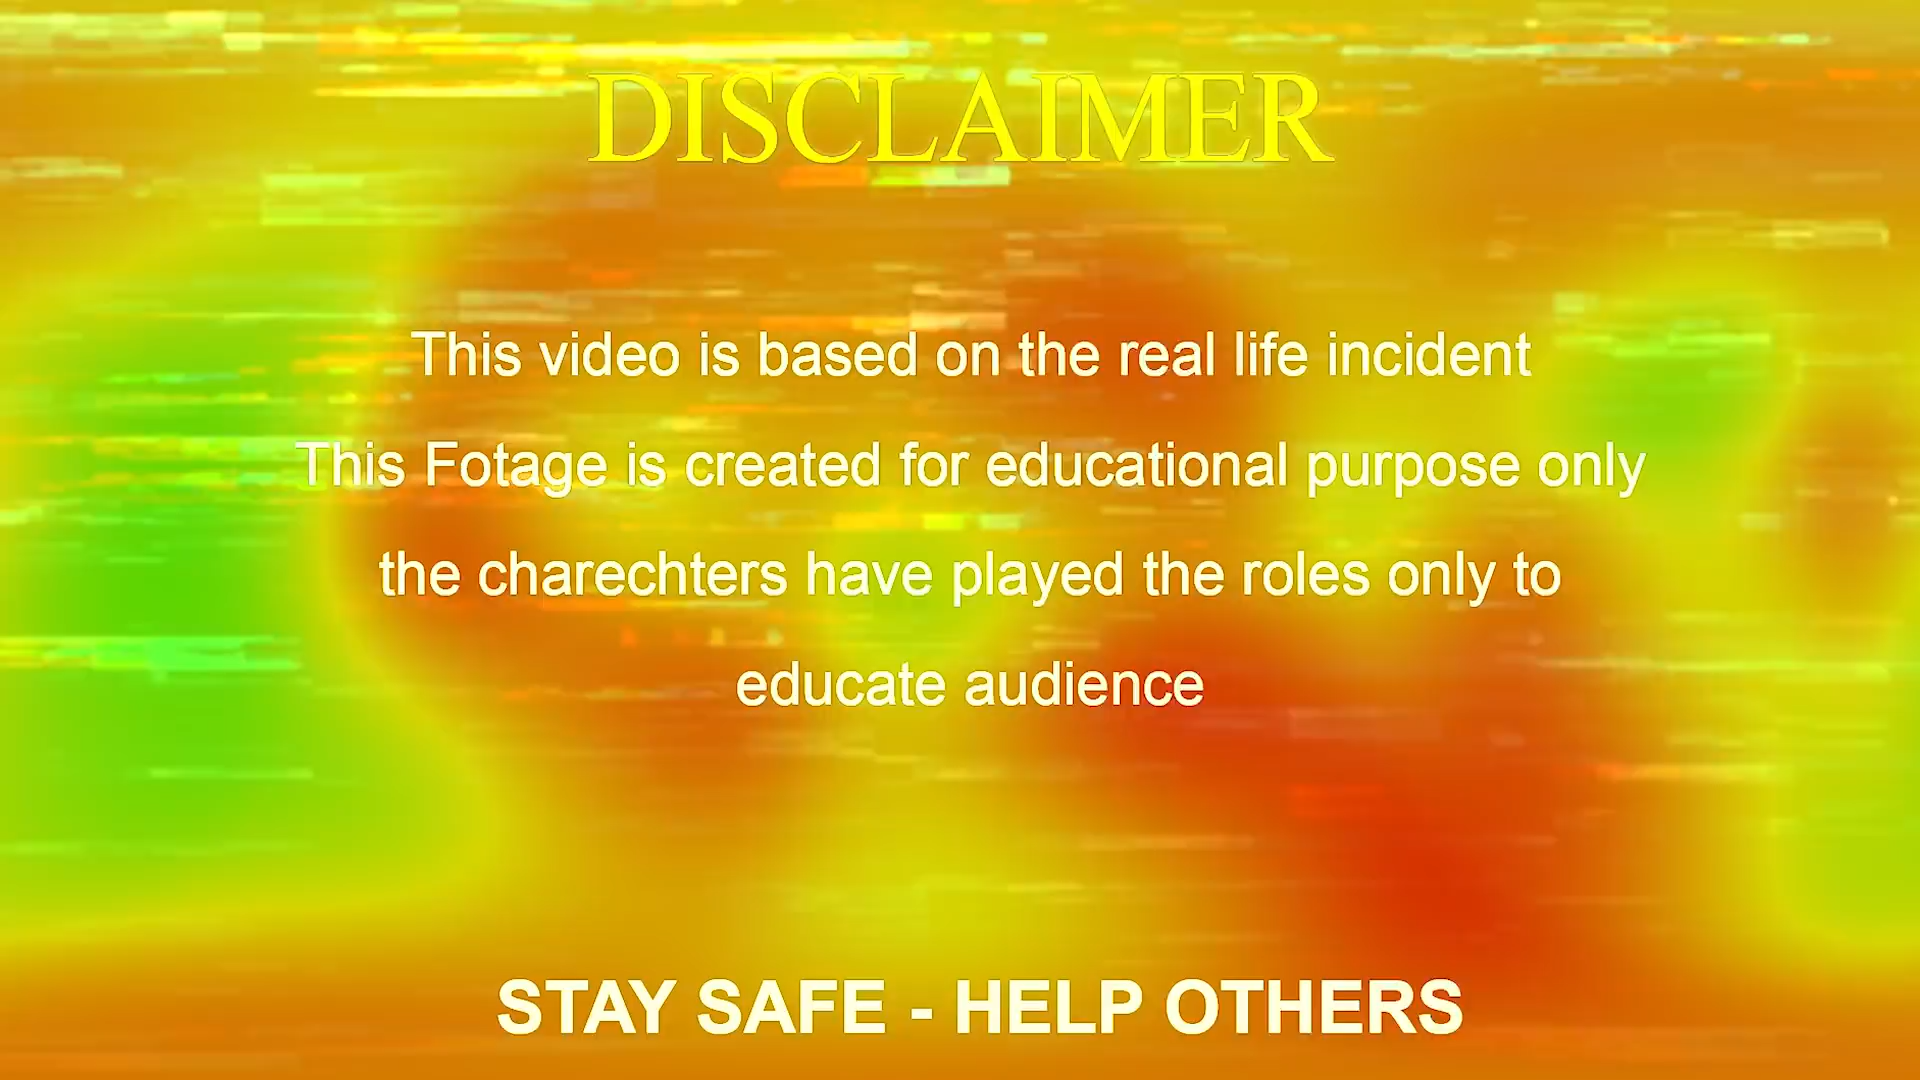 DISCLAIMER
This video is based on the real life incident
This Fotage is created for educational purpose only
the charechters have played the roles only to
educate audience
STAY SAFE - HELP OTHERS